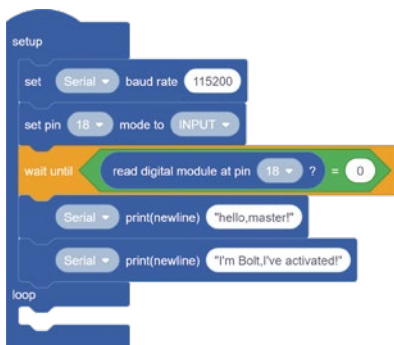 setup
set Serial baud rate 115200
set pin 18 mode to INPUT
wait until read digital module at pin 18 ? = 0
Serial print(newline) "hello,master!"
Serial print(newline) "I'm Bolt,I've activated!"
loop